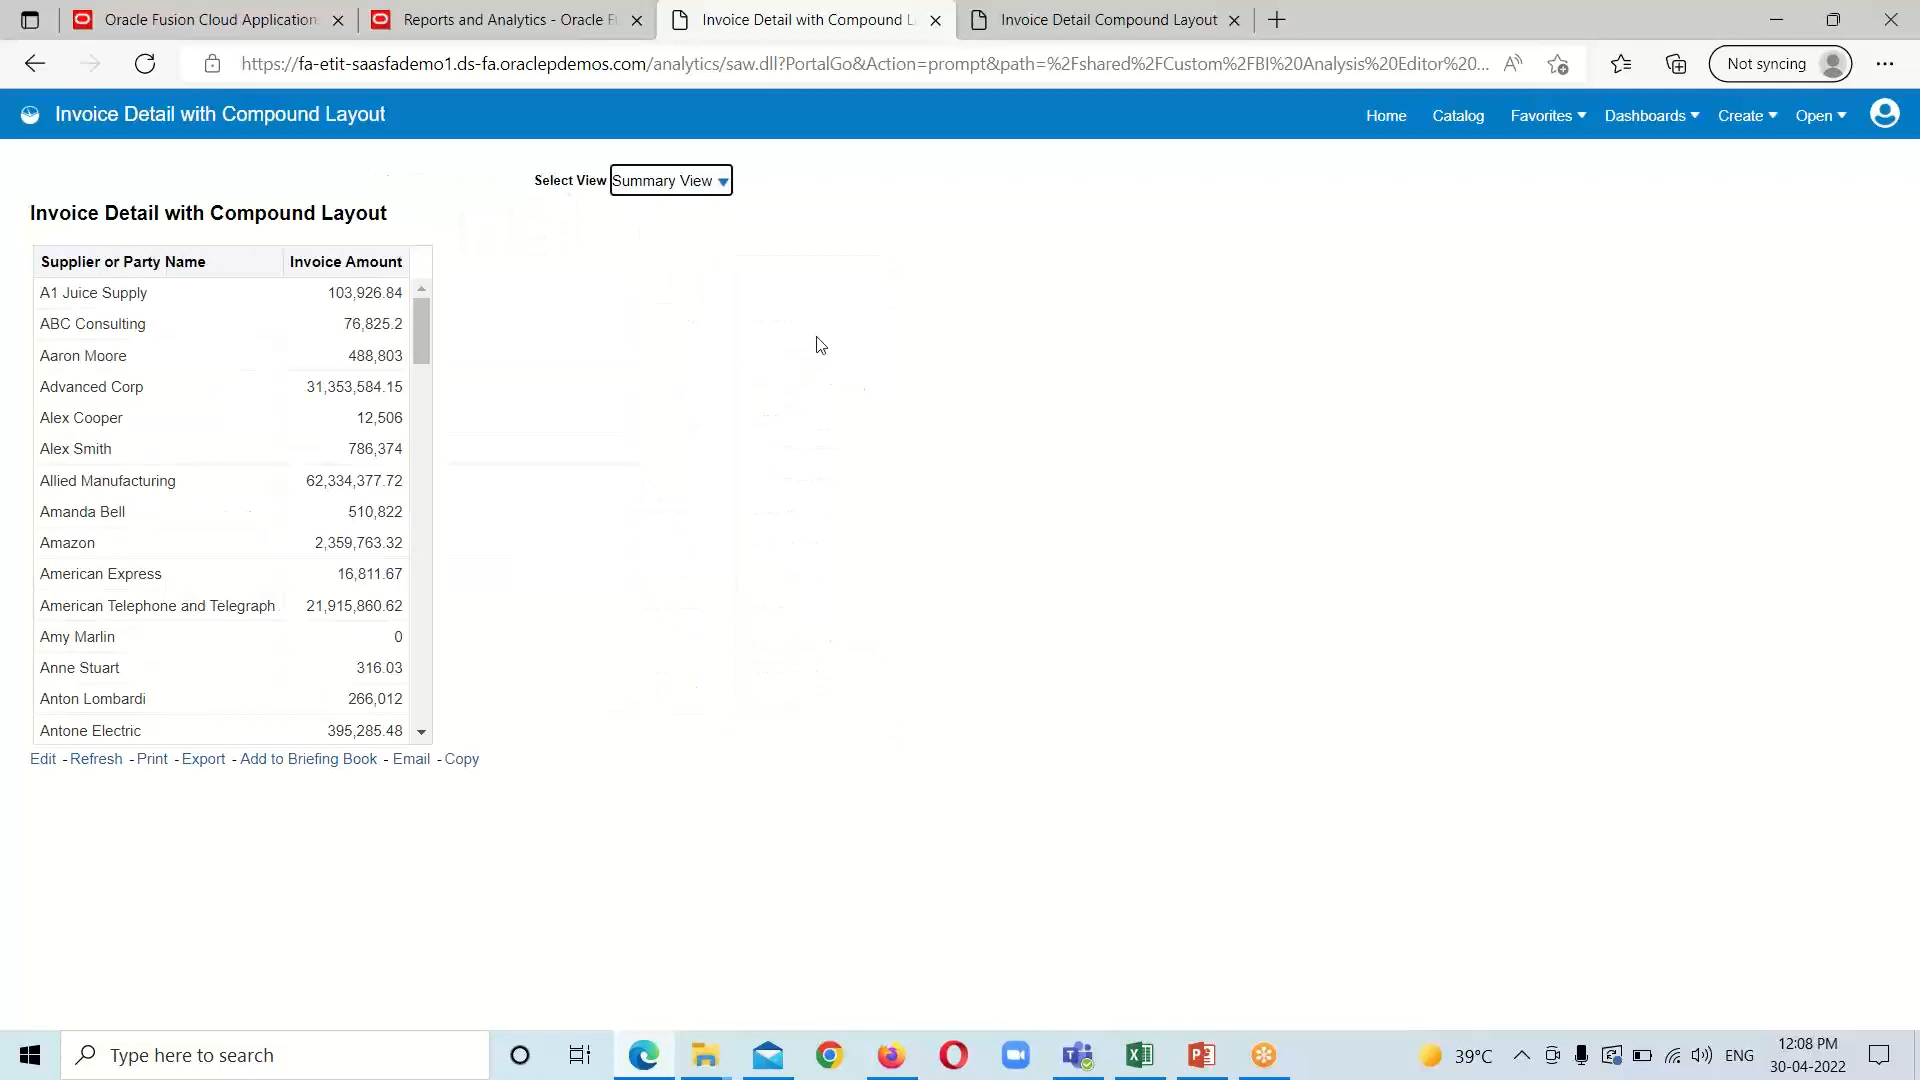 Oracle Fusion Cloud Application
Reports and Analytics - Oracle
Invoice Detail with Compound
Invoice Detail Compound Layout
https://fa-etit-saasfademo1.ds-fa.oraclepdemos.com/analytics/saw.dll?PortalGo&Action=prompt&path=%2Fshared%2FCustom%2FBI%20Analysis%20Editor%20...
Not syncing
Invoice Detail with Compound Layout
Home
Catalog
Favorites
Dashboards
Create
Open
Select View Summary View
Invoice Detail with Compound Layout
Supplier or Party Name Invoice Amount
A1 Juice Supply 103,926.84
ABC Consulting 76,825.2
Aaron Moore 488,803
Advanced Corp 31,353,584.15
Alex Cooper 12,506
Alex Smith 786,374
Allied Manufacturing 62,334,377.72
Amanda Bell 510,822
Amazon 2,359,763.32
American Express 16,811.67
American Telephone and Telegraph 21,915,860.62
Amy Marlin 0
Anne Stuart 316.03
Anton Lombardi 266,012
Antone Electric 395,285.48
Edit - Refresh - Print - Export - Add to Briefing Book - Email - Copy
Type here to search
39°C
ENG
12:08 PM
30-04-2022